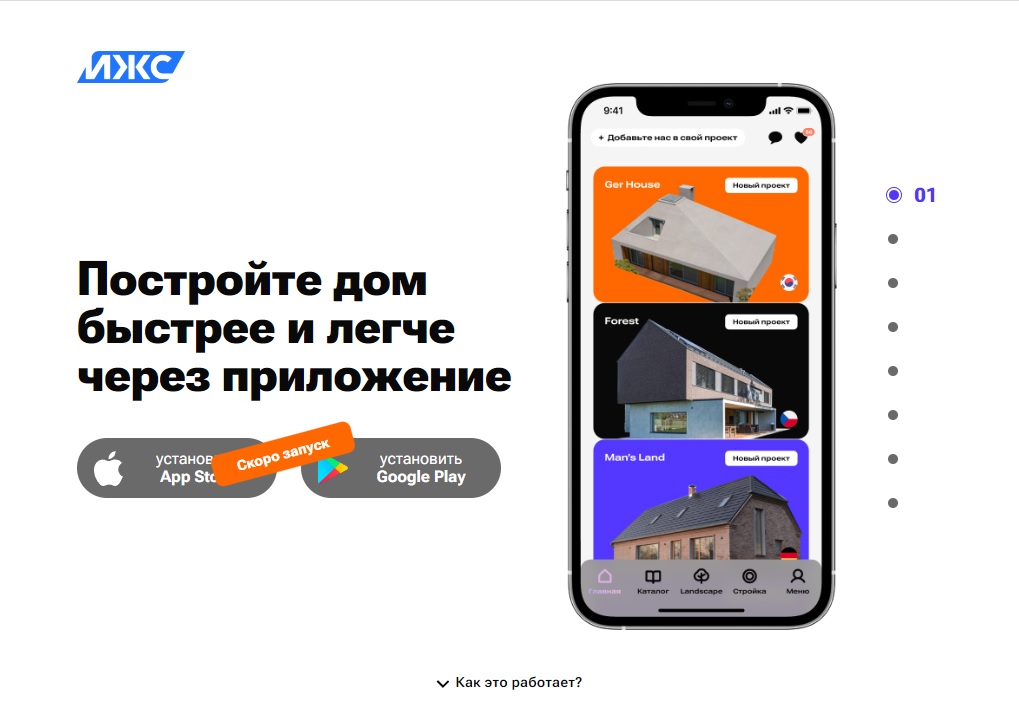 ИЖС
Постройте дом
быстрее и легче
через приложение
установ
App Sto
Скоро запуск
установить
Google Play
9:41
+ Добавьте нас в свой проект
Ger House
Новый проект
Forest
Новый проект
Man's Land
Новый проект
Главная
Каталог
Landscape
Стройка
Меню
01
Как это работает?